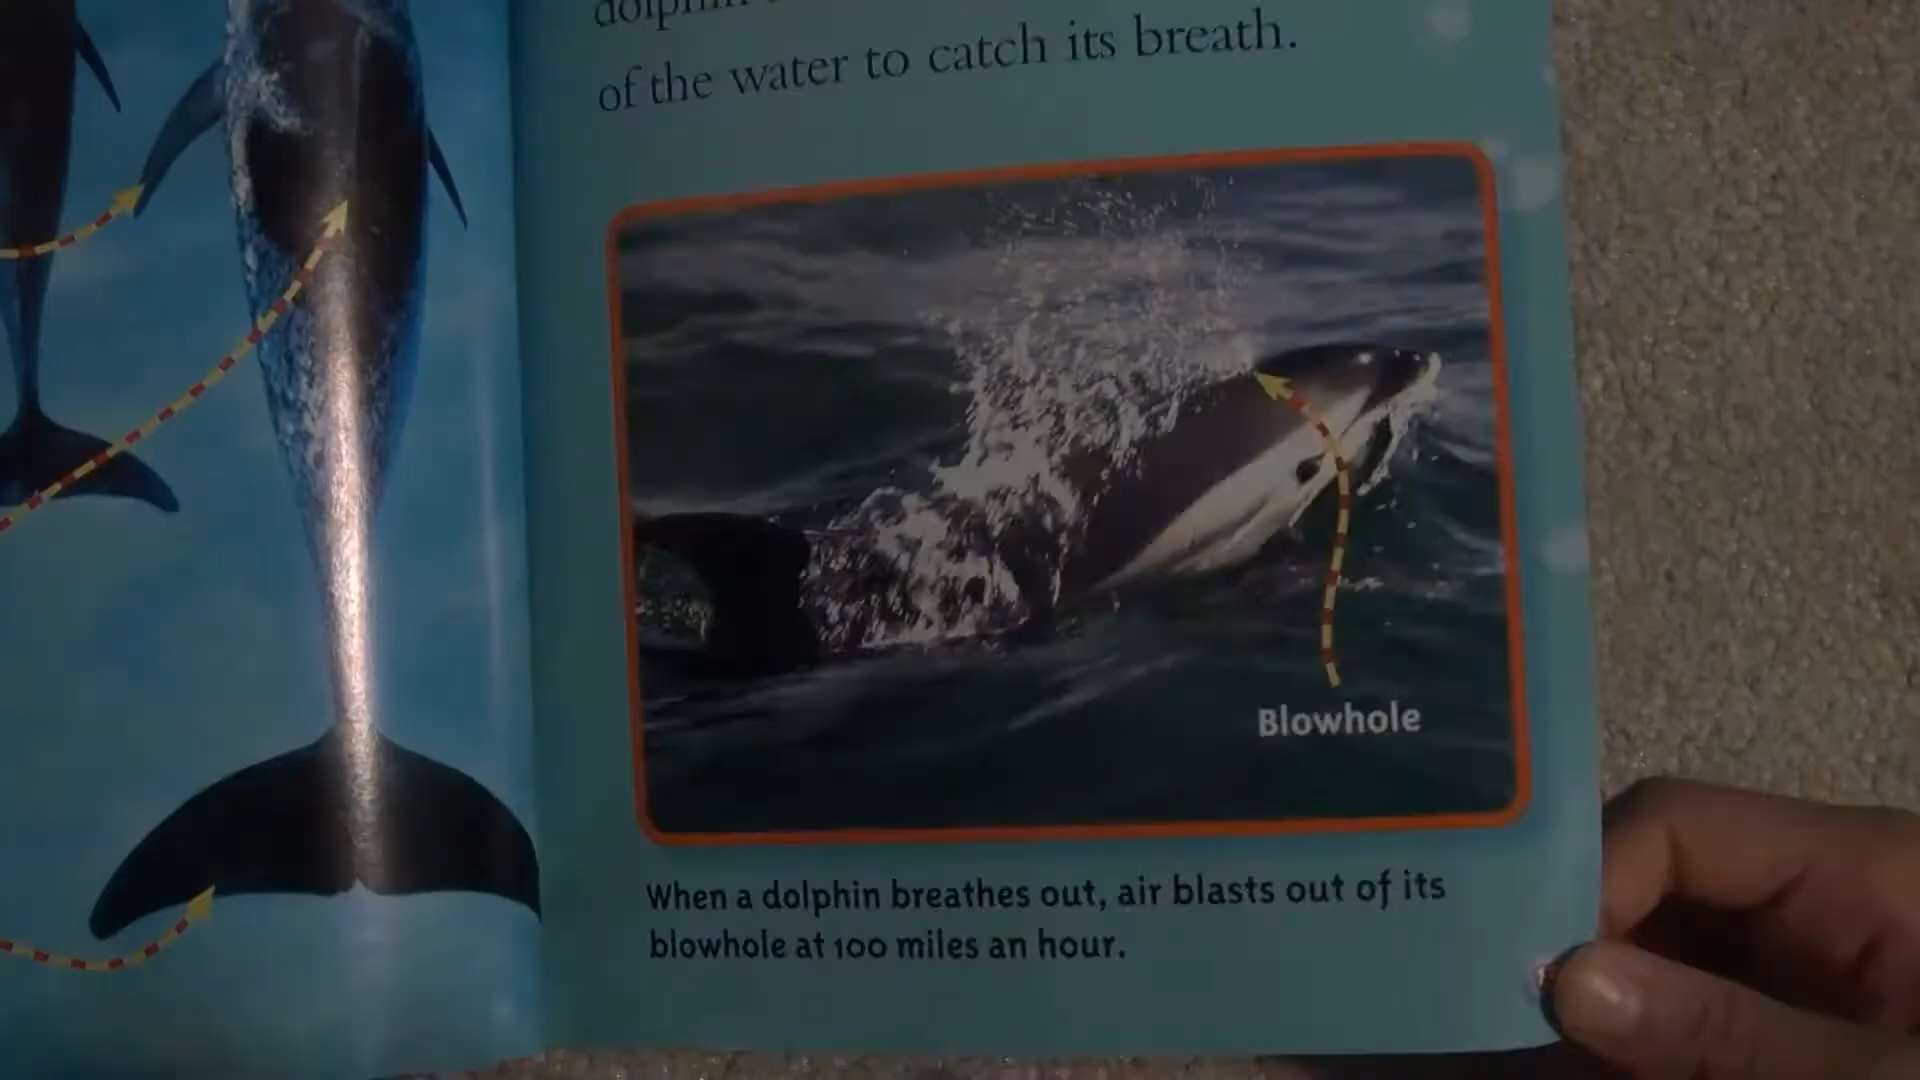 dolphin
of the water to catch its breath.
Blowhole
When a dolphin breathes out, air blasts out of its
blowhole at 100 miles an hour.